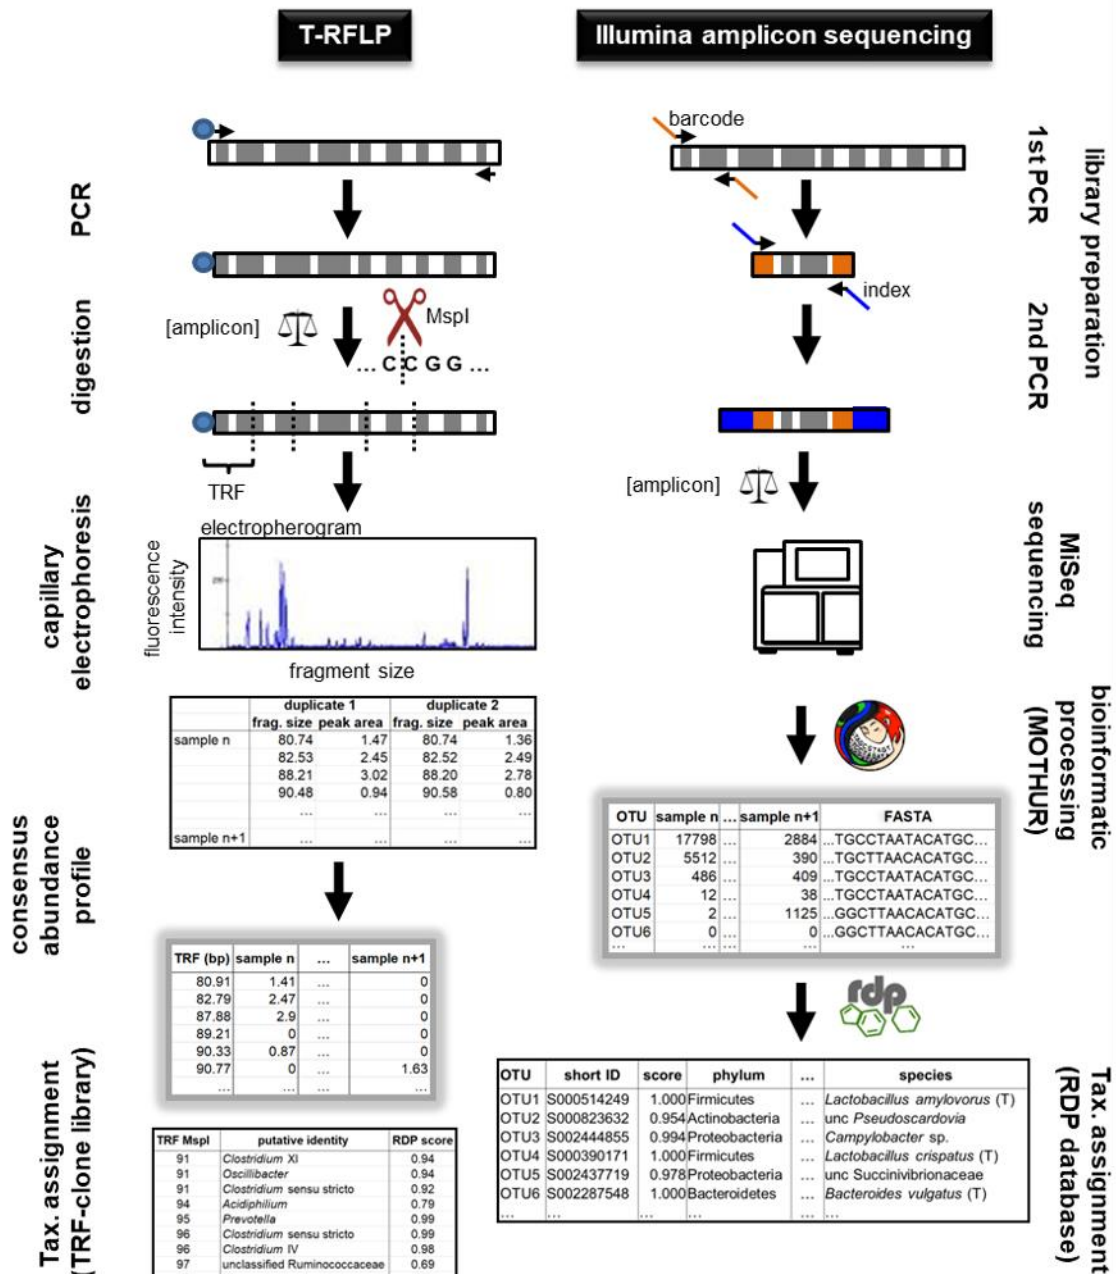 T-RFLP
PCR
digestion
[amplicon]
MspI
... C C G G ...
TRF
capillary
electrophoresis
electropherogram
fluorescence
intensity
fragment size
duplicate 1 duplicate 2
frag. size peak area frag. size peak area
sample n 80.74 1.47 80.74 1.36
82.53 2.45 82.52 2.49
88.21 3.02 88.20 2.78
90.48 0.94 90.58 0.80
... ... ... ...
sample n+1 ... ... ... ...
consensus
abundance
profile
TRF (bp) sample n ... sample n+1
80.91 1.41 ... 0
82.79 2.47 ... 0
87.88 2.9 ... 0
89.21 0 ... 0
90.33 0.87 ... 0
90.77 0 ... 1.63
... ... ... ...
Tax. assignment
(TRF-clone library)
TRF MspI putative identity RDP score
91 Clostridium XI 0.94
91 Oscillibacter 0.94
91 Clostridium sensu stricto 0.92
94 Acidiphilium 0.79
95 Prevotella 0.99
96 Clostridium sensu stricto 0.99
96 Clostridium IV 0.98
97 unclassified Ruminococcaceae 0.69
Illumina amplicon sequencing
barcode
1st PCR
library preparation
index
2nd PCR
[amplicon]
MiSeq
sequencing
bioinformatic
processing
(MOTHUR)
OTU sample n ... sample n+1 FASTA
OTU1 17798 ... 2884 ...TGCCTAATACATGC...
OTU2 5512 ... 390 ...TGCTTAACACATGC...
OTU3 486 ... 409 ...TGCCTAATACATGC...
OTU4 12 ... 38 ...TGCCTAATACATGC...
OTU5 2 ... 1125 ...GGCTTAACACATGC...
OTU6 0 ... 0 ...GGCTTAACACATGC...
... ... ... ... ...
rdp
OTU short ID score phylum ... species
OTU1 S000514249 1.000 Firmicutes ... Lactobacillus amylovorus (T)
OTU2 S000823632 0.954 Actinobacteria ... unc Pseudoscardovia
OTU3 S002444855 0.994 Proteobacteria ... Campylobacter sp.
OTU4 S000390171 1.000 Firmicutes ... Lactobacillus crispatus (T)
OTU5 S002437719 0.978 Proteobacteria ... unc Succinivibrionaceae
OTU6 S002287548 1.000 Bacteroidetes ... Bacteroides vulgatus (T)
... ... ... ... ... ...
Tax. assignment
(RDP database)